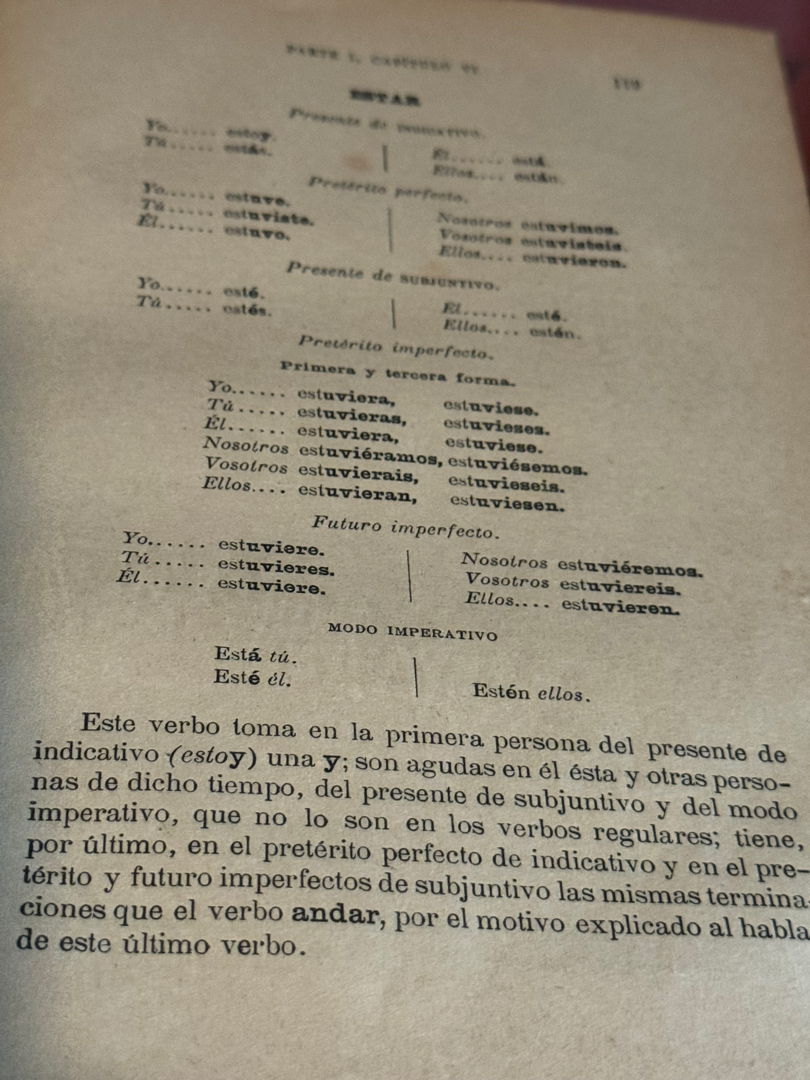 PARTE I, CAPÍTULO VI 119
ESTAR
Presente de INDICATIVO.
Yo...... estoy.
Tú..... estás.
Él...... está.
Ellos.... están.
Pretérito perfecto.
Yo...... estuve.
Tú..... estuviste.
Él...... estuvo.
Nosotros estuvimos.
Vosotros estuvisteis.
Ellos.... estuvieron.
Presente de SUBJUNTIVO.
Yo...... esté.
Tú..... estés.
Él...... esté.
Ellos.... estén.
Pretérito imperfecto.
Primera y tercera forma.
Yo...... estuviera, estuviese.
Tú..... estuvieras, estuvieses.
Él...... estuviera, estuviese.
Nosotros estuviéramos, estuviésemos.
Vosotros estuvierais, estuvieseis.
Ellos.... estuvieran, estuviesen.
Futuro imperfecto.
Yo...... estuviere.
Tú..... estuvieres.
Él...... estuviere.
Nosotros estuviéremos.
Vosotros estuviereis.
Ellos.... estuvieren.
MODO IMPERATIVO
Está tú.
Esté él.
Estén ellos.
Este verbo toma en la primera persona del presente de
indicativo (estoy) una y; son agudas en él ésta y otras perso-
nas de dicho tiempo, del presente de subjuntivo y del modo
imperativo, que no lo son en los verbos regulares; tiene,
por último, en el pretérito perfecto de indicativo y en el pre-
térito y futuro imperfectos de subjuntivo las mismas termina
ciones que el verbo andar, por el motivo explicado al habla
de este último verbo.